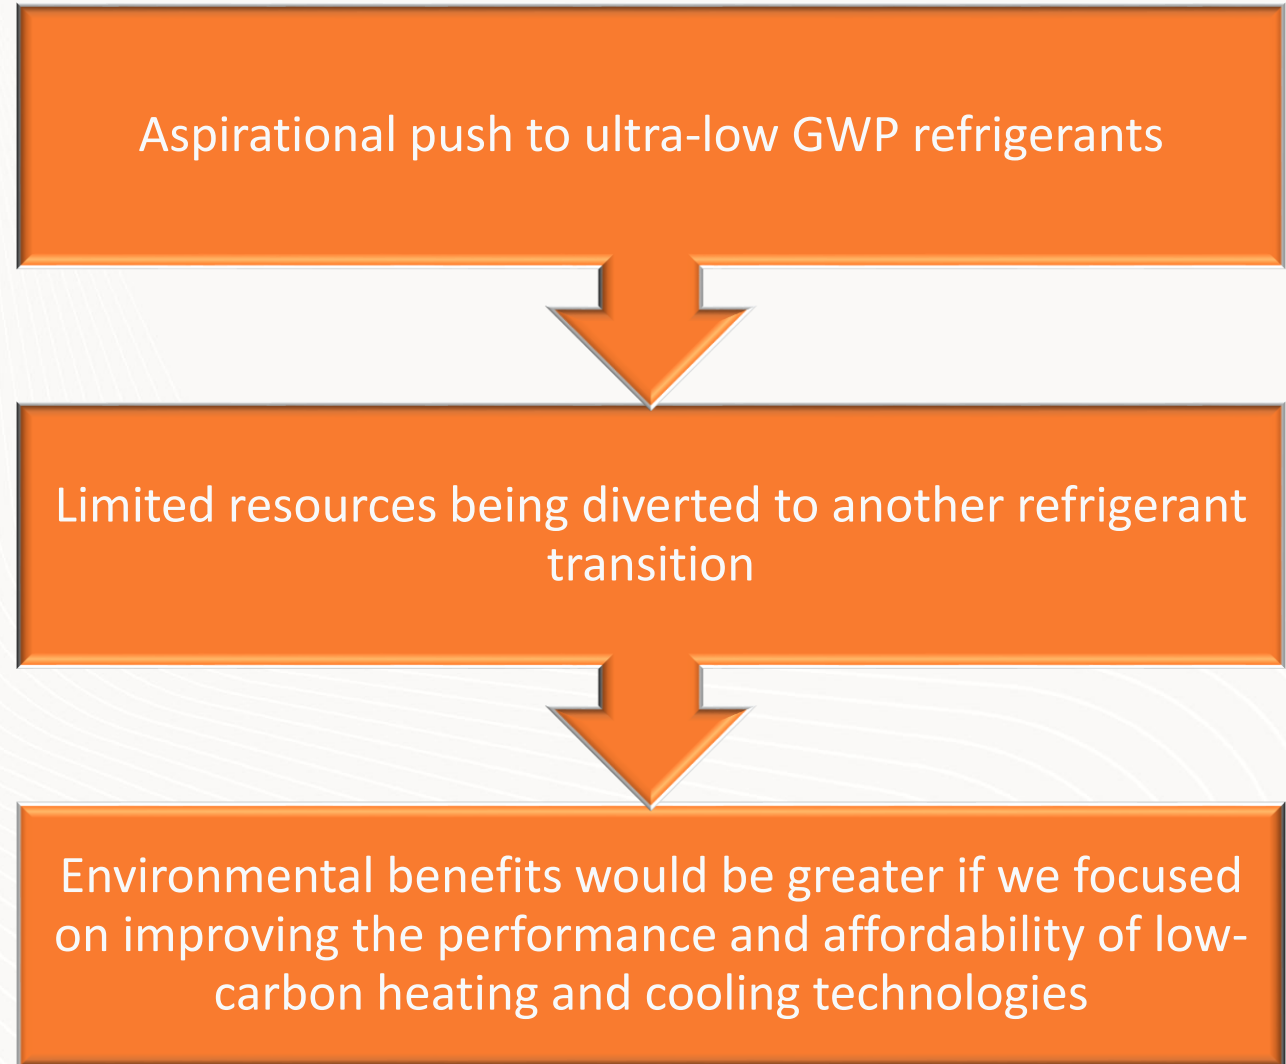 Aspirational push to ultra-low GWP refrigerants
Limited resources being diverted to another refrigerant
transition
Environmental benefits would be greater if we focused
on improving the performance and affordability of low-
carbon heating and cooling technologies